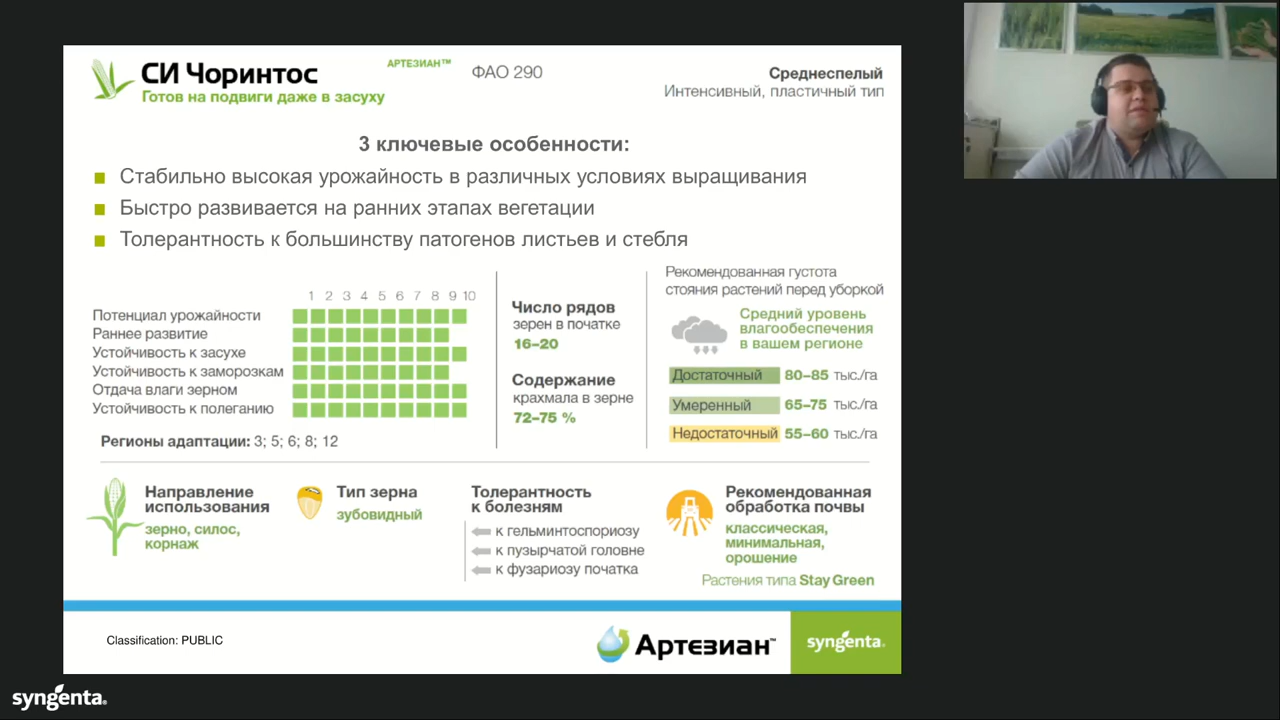 СИ Чоринтос
Готов на подвиги даже в засуху
АРТЕЗИАН™
ФАО 290
Среднеспелый
Интенсивный, пластичный тип
3 ключевые особенности:
Стабильно высокая урожайность в различных условиях выращивания
Быстро развивается на ранних этапах вегетации
Толерантность к большинству патогенов листьев и стебля
1 2 3 4 5 6 7 8 9 10
Потенциал урожайности
Раннее развитие
Устойчивость к засухе
Устойчивость к заморозкам
Отдача влаги зерном
Устойчивость к полеганию
Регионы адаптации: 3; 5; 6; 8; 12
Число рядов
зерен в початке
16–20
Содержание
крахмала в зерне
72–75 %
Рекомендованная густота
стояния растений перед уборкой
Средний уровень
влагообеспечения
в вашем регионе
Достаточный 80–85 тыс./га
Умеренный 65–75 тыс./га
Недостаточный 55–60 тыс./га
Направление
использования
зерно, силос,
корнаж
Тип зерна
зубовидный
Толерантность
к болезням
к гельминтоспориозу
к пузырчатой головне
к фузариозу початка
Рекомендованная
обработка почвы
классическая,
минимальная,
орошение
Растения типа Stay Green
Classification: PUBLIC
Артезиан™
syngenta®
syngenta®